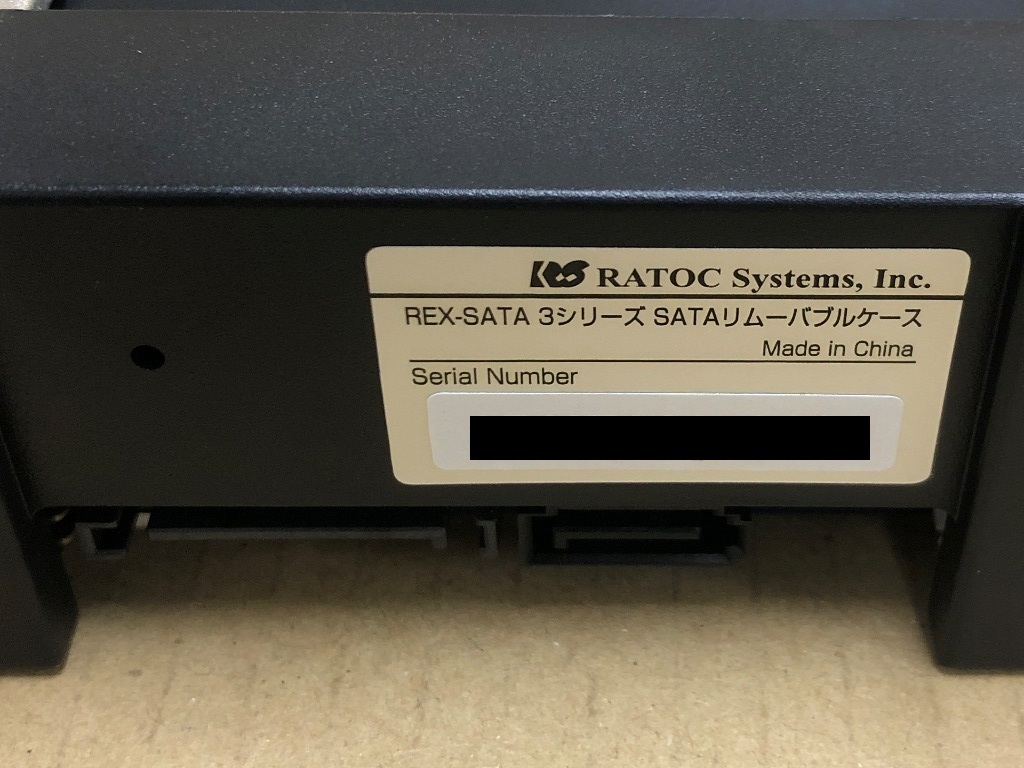 RATOC Systems, Inc.
REX-SATA 3シリーズ SATAリムーバブルケース
Made in China
Serial Number